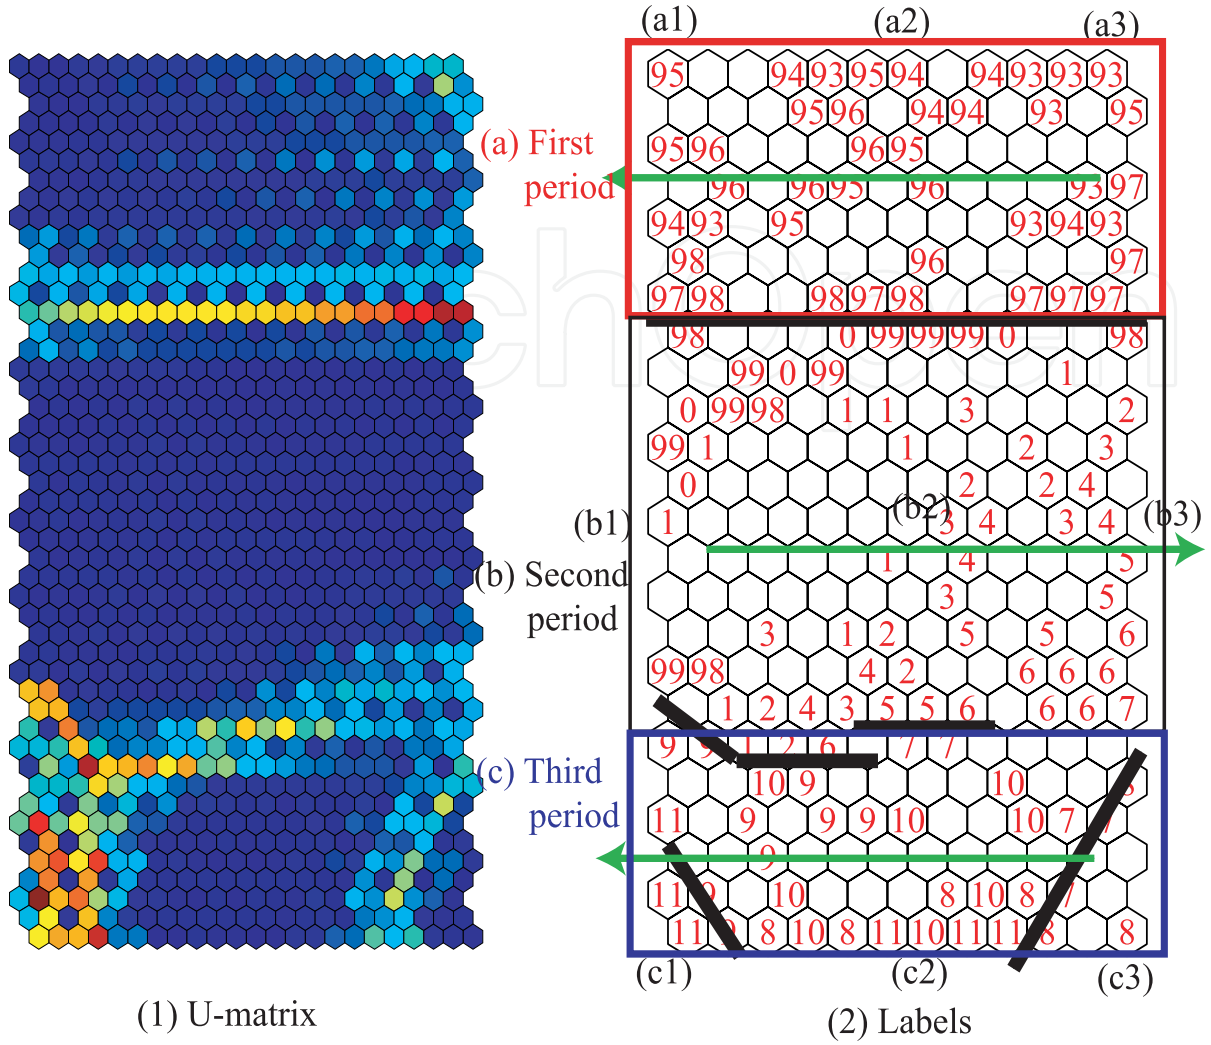 (a1) (a2) (a3)
95 94 93 95 94 94 93 93 93
95 96 94 94 93 95
(a) First
95 96 96 95
period
96 96 95 96 93 97
94 93 95 93 94 93
98 96 97
97 98 98 97 98 97 97 97
98 0 99 99 99 0 98
99 0 99 1
0 99 98 1 1 3 2
99 1 1 2 3
0 2 2 4
(b1) (b2) (b3)
1 3 4 3 4
1 4 5
(b) Second
period
3 5
3 1 2 5 5 6
99 98 4 2 6 6 6
1 2 4 3 5 5 6 6 6 7
9 9 1 2 6 7 7
(c) Third
period
10 9 10 8
11 9 9 9 10 10 7 7
9
11 9 10 8 10 8 7
11 9 8 10 8 11 10 11 11 8 8
(c1) (c2) (c3)
(1) U-matrix
(2) Labels